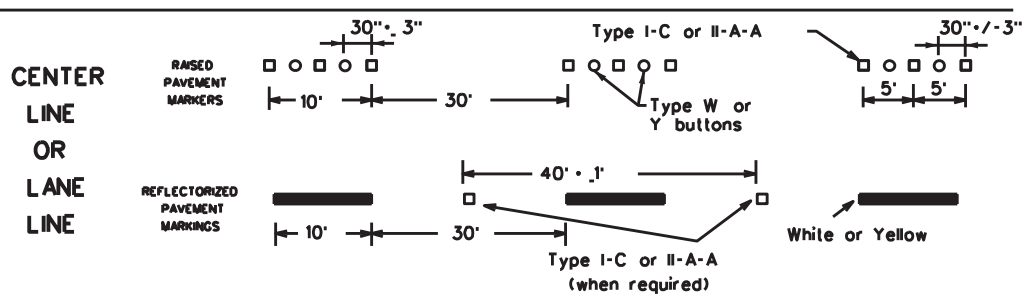 CENTER
LINE
OR
LANE
LINE
RAISED
PAVEMENT
MARKERS
30"·_ 3"
10'
30'
Type I-C or II-A-A
Type W or
Y buttons
30"·/-3"
5'
5'
REFLECTORIZED
PAVEMENT
MARKINGS
40' · _1'
10'
30'
Type I-C or II-A-A
(when required)
White or Yellow